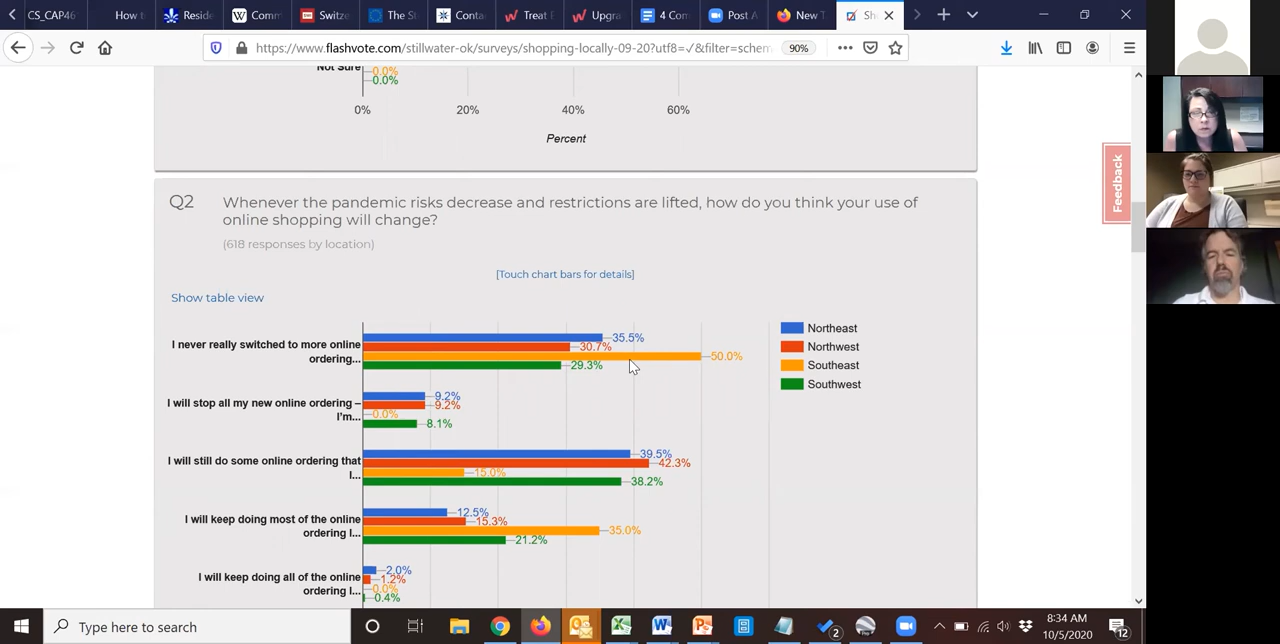 CS_CAP46
How t
Reside
Comm
Switze
The St
Conta
Treat F
Upgra
4 Com
Post A
New T
Sh
https://www.flashvote.com/stillwater-ok/surveys/shopping-locally-09-20?utf8=✓&filter=schem
90%
Not Sure
0.0%
0.0%
0% 20% 40% 60%
Percent
Feedback
Q2 Whenever the pandemic risks decrease and restrictions are lifted, how do you think your use of
online shopping will change?
(618 responses by location)
[Touch chart bars for details]
Show table view
I never really switched to more online
ordering...
35.5%
30.7%
50.0%
29.3%
Northeast
Northwest
Southeast
Southwest
I will stop all my new online ordering –
I'm...
9.2%
9.2%
0.0%
8.1%
I will still do some online ordering that
I...
39.5%
42.3%
15.0%
38.2%
I will keep doing most of the online
ordering I...
12.5%
15.3%
35.0%
21.2%
I will keep doing all of the online
ordering I...
2.0%
1.2%
0.0%
0.4%
Type here to search
2
8:34 AM
10/5/2020
12